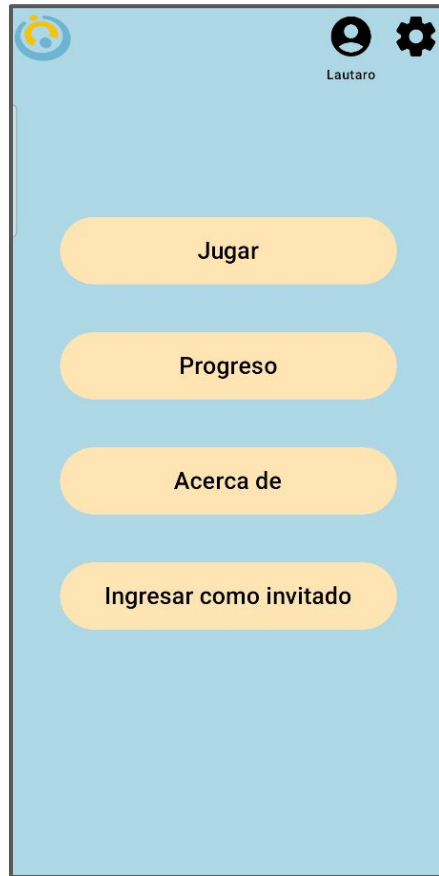 Lautaro
Jugar
Progreso
Acerca de
Ingresar como invitado